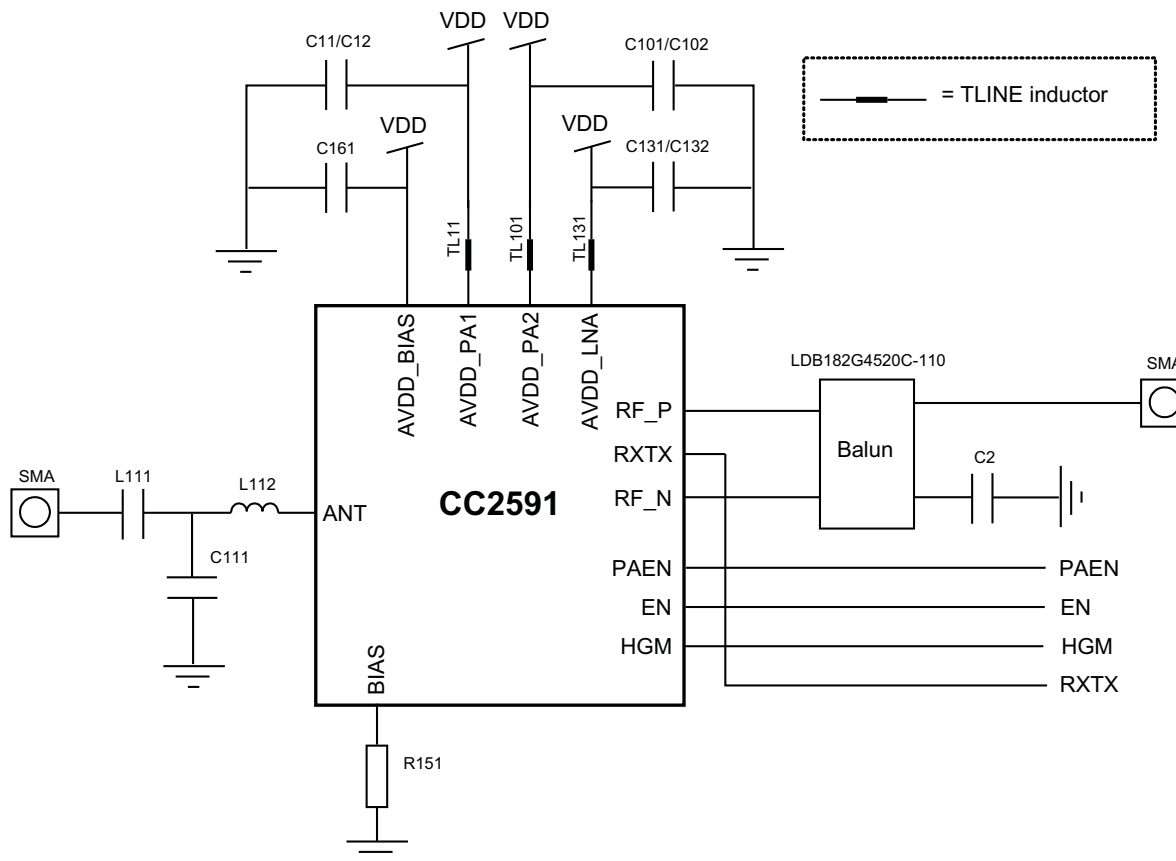 VDD VDD
C11/C12 C101/C102
= TLINE inductor
VDD VDD
C161 C131/C132
TL11
TL101
TL131
AVDD_BIAS
AVDD_PA1
AVDD_PA2
AVDD_LNA
LDB182G4520C-110
SMA
RF_P
RXTX
Balun
C2
SMA
L111
L112
CC2591
RF_N
ANT
C111
PAEN PAEN
EN EN
HGM HGM
RXTX
BIAS
R151